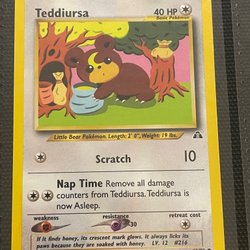 Teddiursa 40 HP
Basic Pokémon
Little Bear Pokémon. Length: 2' 0", Weight: 19 lbs.
Scratch 10
Nap Time Remove all damage
counters from Teddiursa. Teddiursa is
now Asleep.
weakness resistance retreat cost
-30
If it finds honey, its crescent mark glows. It always licks its
paws because they are soaked with honey. LV. 12 #216